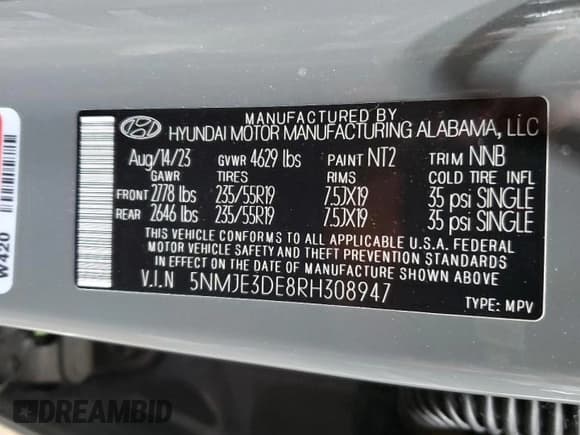 MANUFACTURED BY
HYUNDAI MOTOR MANUFACTURING ALABAMA, LLC
Aug/14/23 GVWR 4629 lbs PAINT NT2 TRIM NNB
GAWR TIRES RIMS COLD TIRE INFL
FRONT 2778 lbs 235/55R19 7.5JX19 35 psi SINGLE
REAR 2646 lbs 235/55R19 7.5JX19 35 psi SINGLE
THIS VEHICLE CONFORMS TO ALL APPLICABLE U.S.A. FEDERAL
MOTOR VEHICLE SAFETY AND THEFT PREVENTION STANDARDS
IN EFFECT ON THE DATE OF MANUFACTURE SHOWN ABOVE.
V.I.N 5NMJE3DE8RH308947
TYPE: MPV
W420
DREAMBID